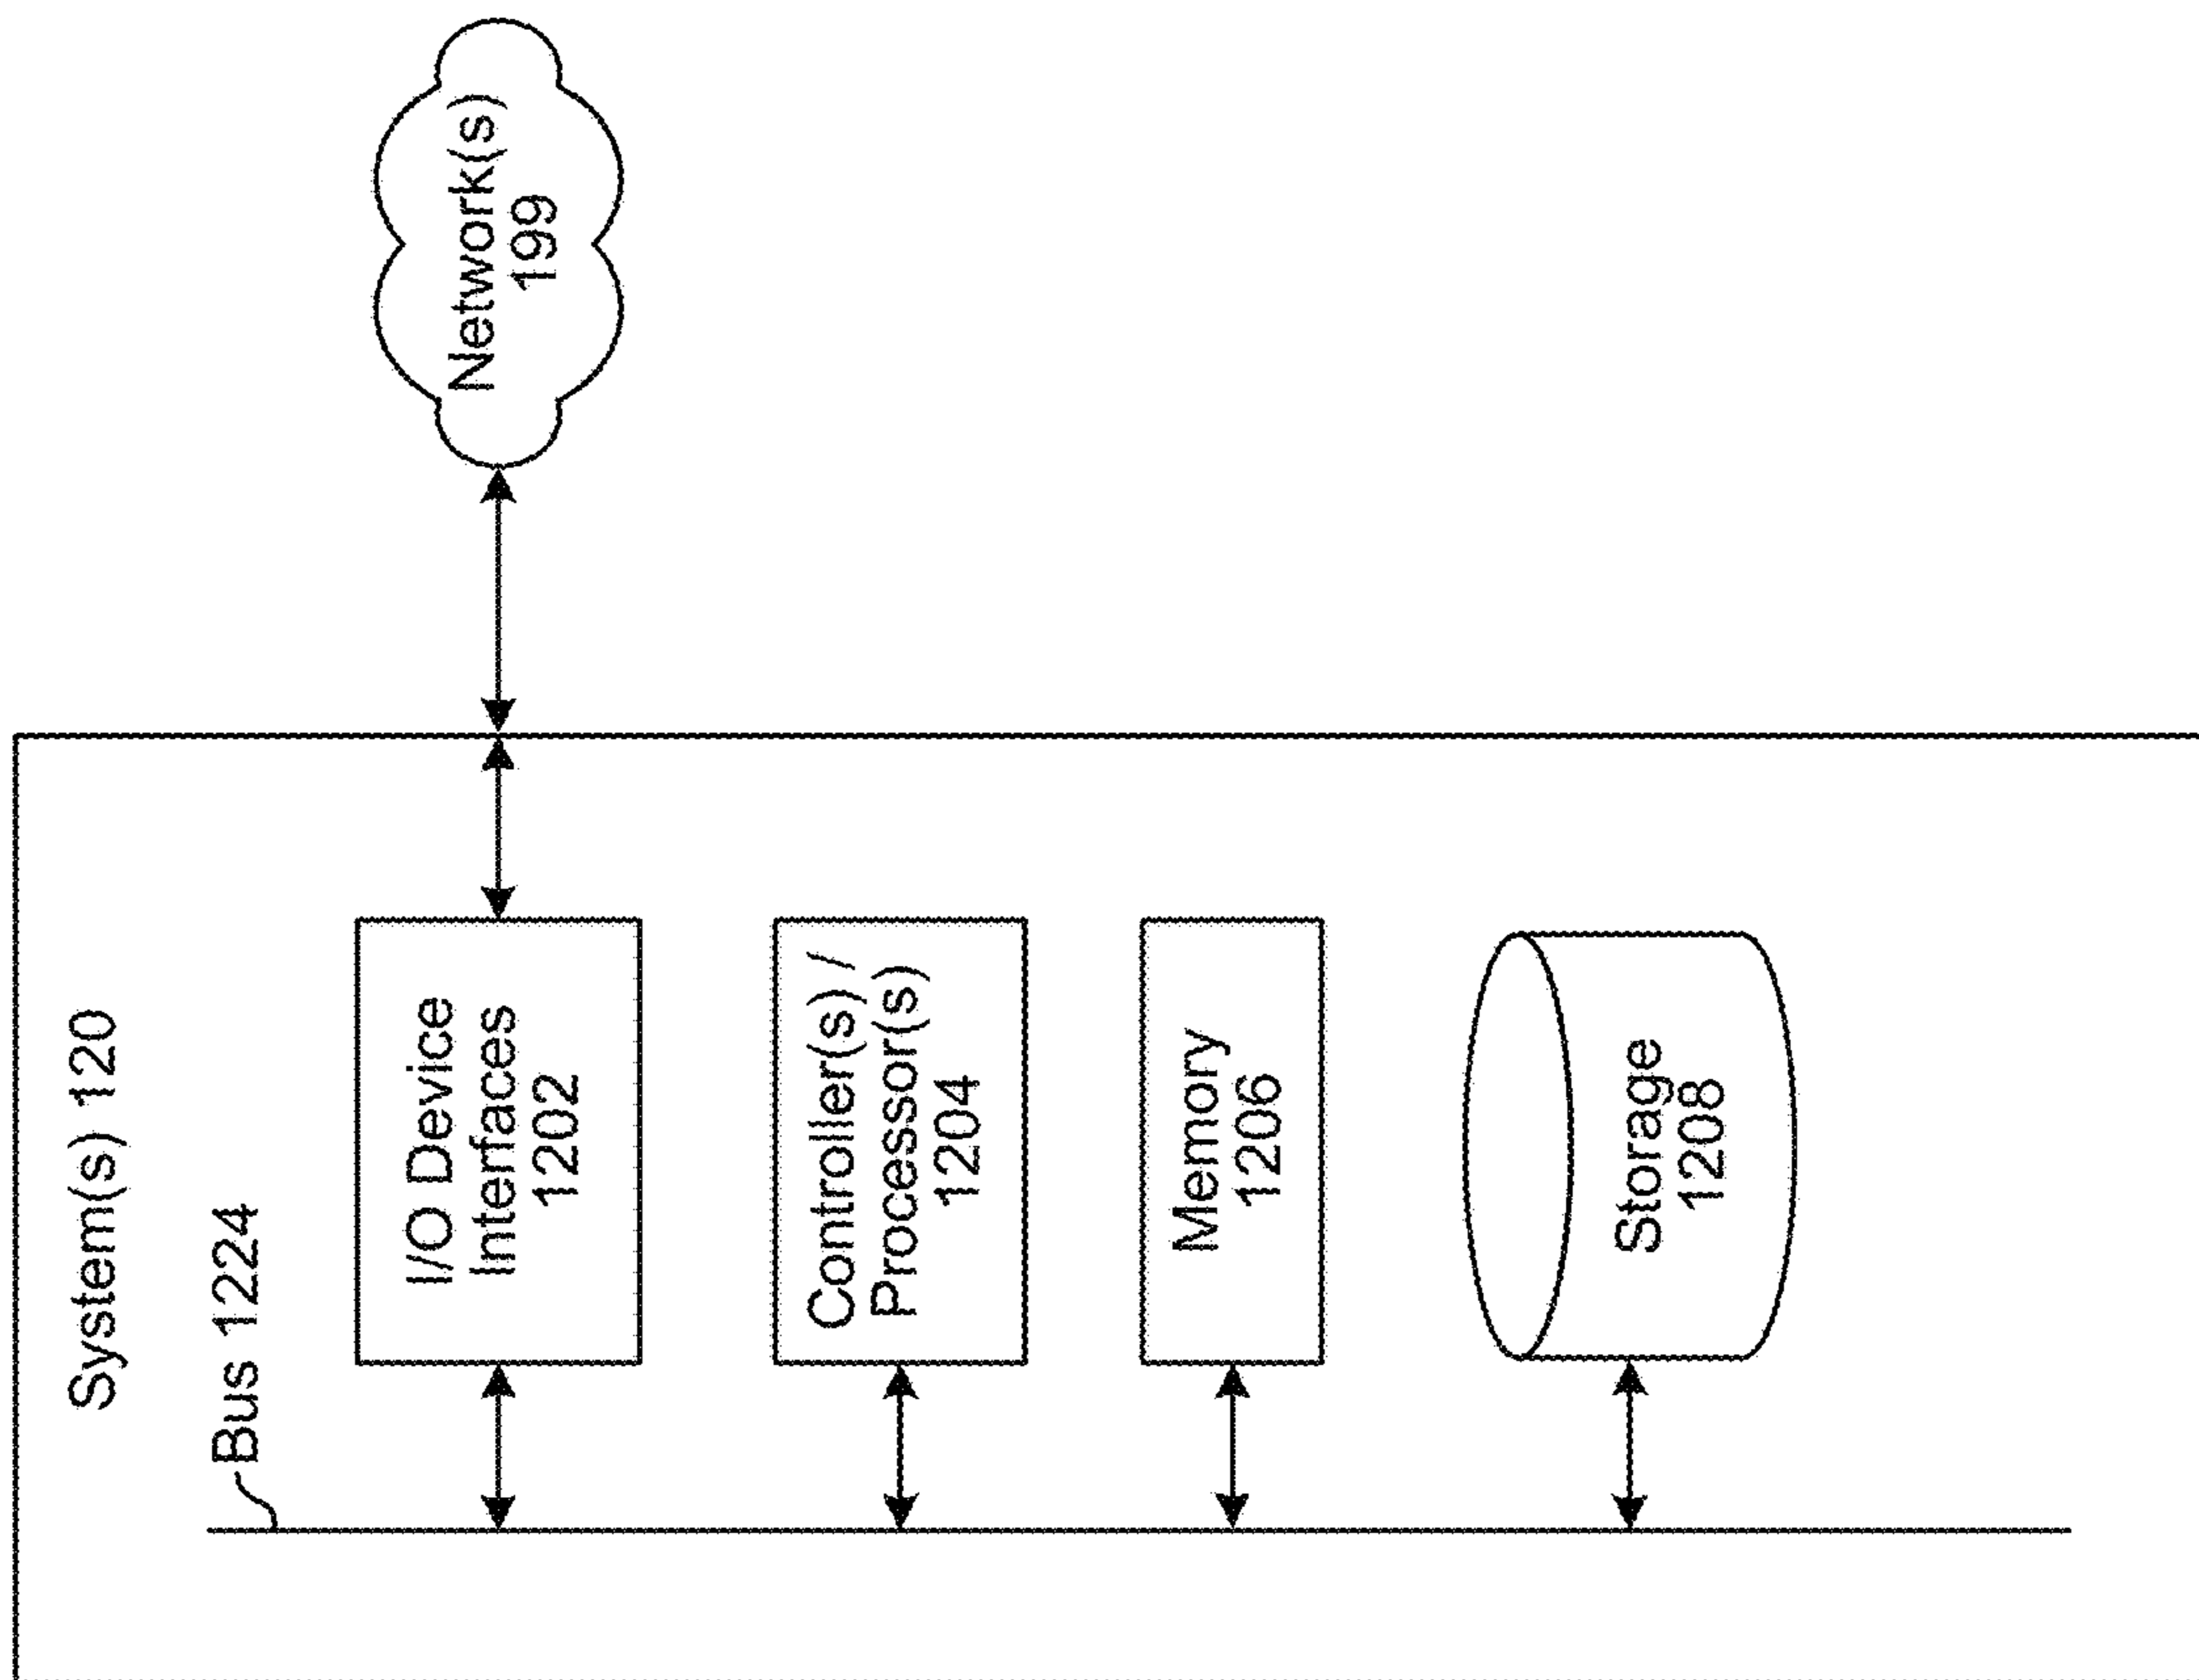 System(s) 120
Bus 1224
I/O Device
Interfaces
1202
Controller(s) /
Processor(s)
1204
Memory
1206
Storage
1208
Network(s)
199